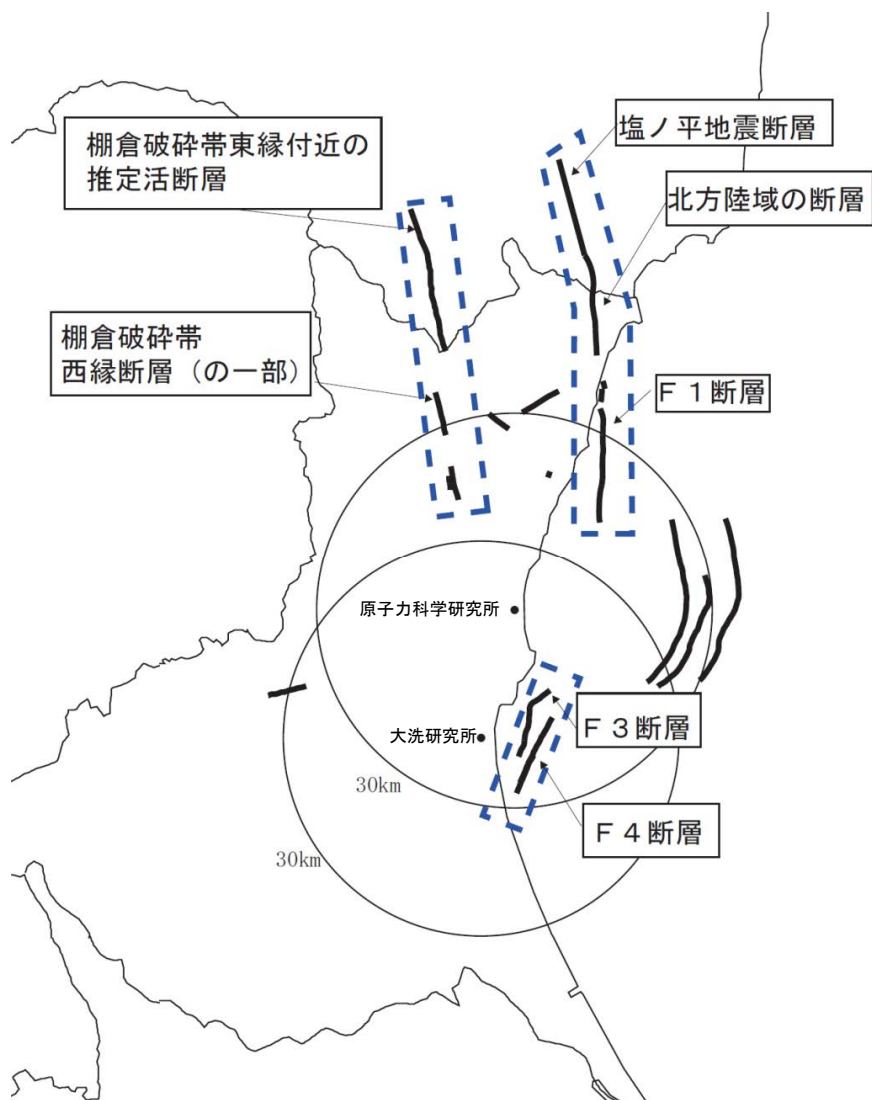 棚倉破砕帯東縁付近の
推定活断層
塩ノ平地震断層
北方陸域の断層
棚倉破砕帯
西縁断層（の一部）
Ｆ１断層
原子力科学研究所
大洗研究所
Ｆ３断層
30km
Ｆ４断層
30km